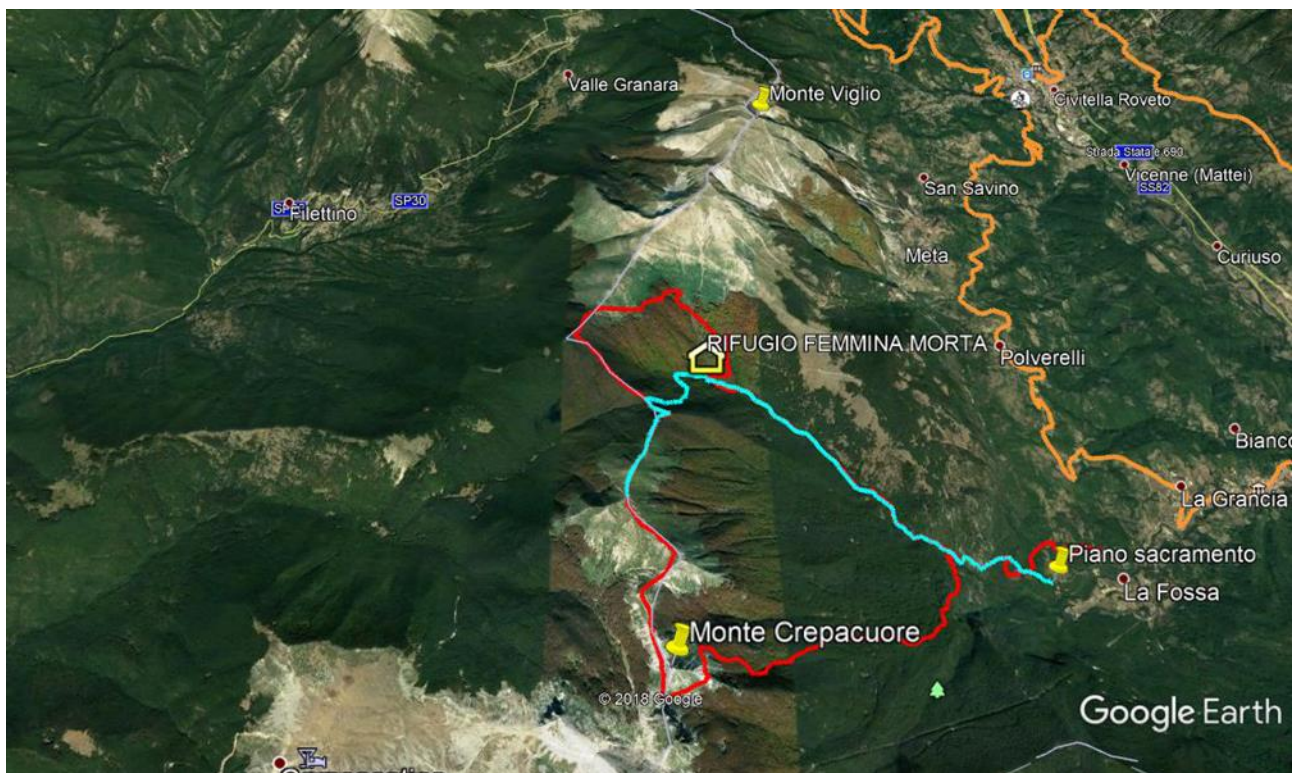 Valle Granara
Monte Viglio
Civitella Roveto
Strada Statale 690
Vicenne (Mattei)
SS82
San Savino
SP30
Filettino
Curiuso
Meta
RIFUGIO FEMMINA MORTA
Polverelli
Bianco
La Grancia
Piano sacramento
La Fossa
Monte Crepacuore
© 2018 Google
Google Earth